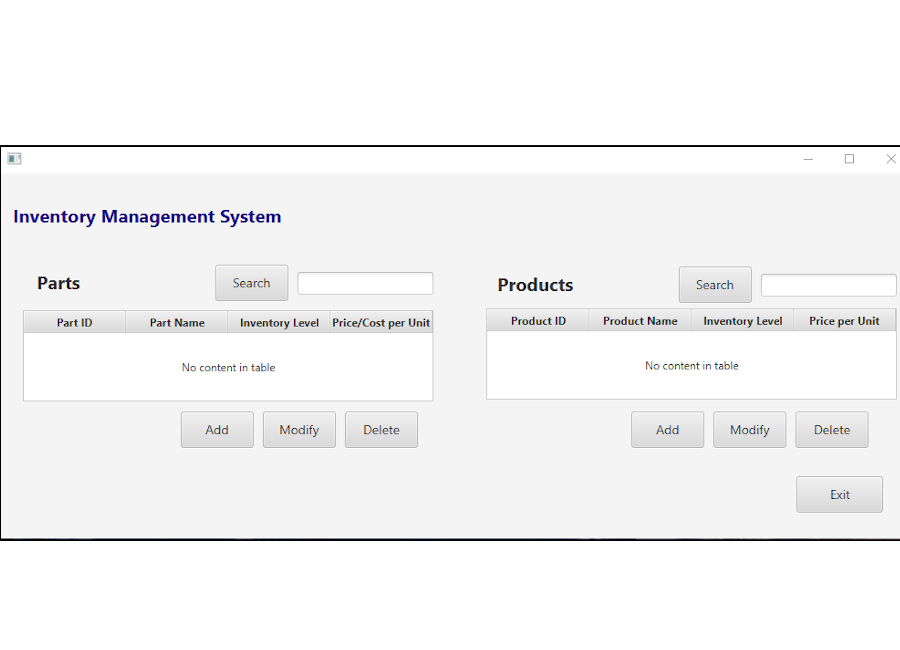 Inventory Management System
Parts
Search
Part ID Part Name Inventory Level Price/Cost per Unit
No content in table
Add Modify Delete
Products
Search
Product ID Product Name Inventory Level Price per Unit
No content in table
Add Modify Delete
Exit